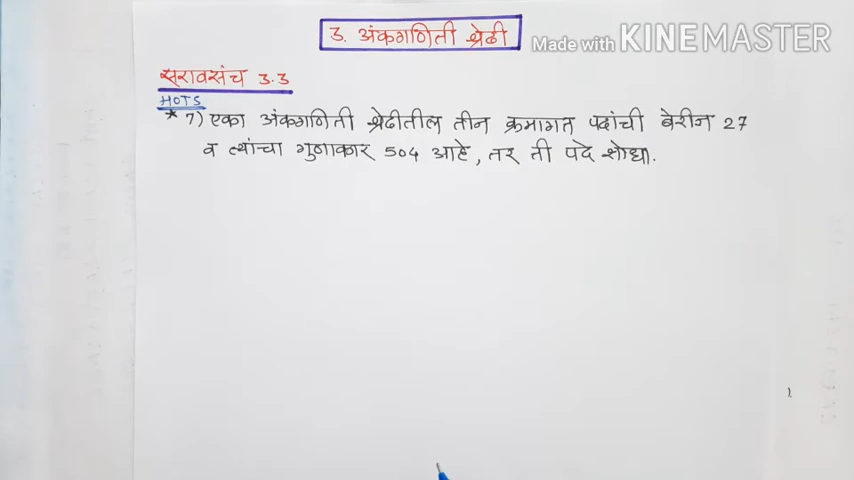 3. अंकगणिती श्रेढी
Made with KINEMASTER
सरावसंच 3.3
HOTS
* 7) एका अंकगणिती श्रेढीतील तीन क्रमागत पदांची बेरीज 27
व त्यांचा गुणाकार 504 आहे, तर ती पदे शोधा.